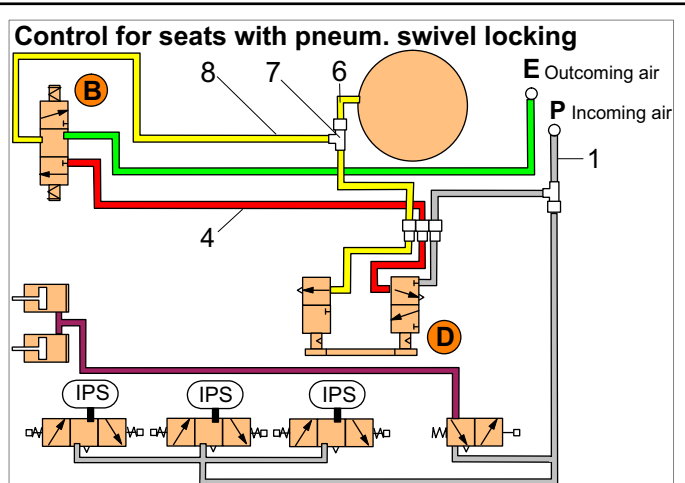 Control for seats with pneum. swivel locking
B
8
7
6
E Outcoming air
P Incoming air
1
4
D
IPS
IPS
IPS